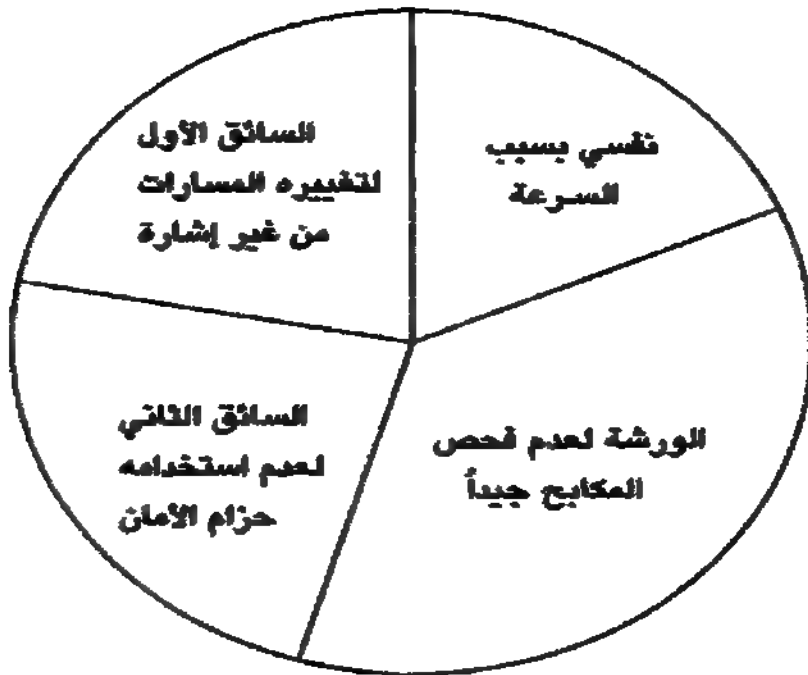 السائق الأول
لتغييره المسارات
من غير إشارة
نفسي بسبب
السرعة
السائق الثاني
لعدم استخدامه
حزام الأمان
الورشة لعدم فحص
المكابح جيداً